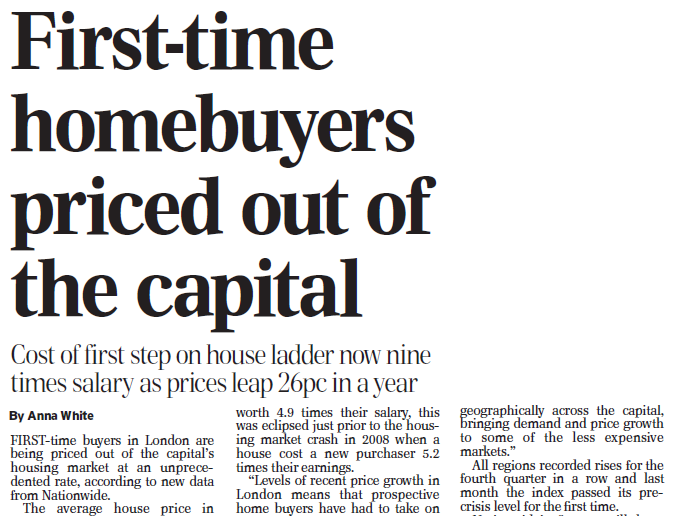 First-time
homebuyers
priced out of
the capital
Cost of first step on house ladder now nine
times salary as prices leap 26pc in a year
By Anna White
FIRST-time buyers in London are
being priced out of the capital's
housing market at an unprece-
dented rate, according to new data
from Nationwide.
The average house price in
worth 4.9 times their salary, this
was eclipsed just prior to the hous-
ing market crash in 2008 when a
house cost a new purchaser 5.2
times their earnings.
"Levels of recent price growth in
London means that prospective
home buyers have had to take on
geographically across the capital,
bringing demand and price growth
to some of the less expensive
markets."
All regions recorded rises for the
fourth quarter in a row and last
month the index passed its pre-
crisis level for the first time.